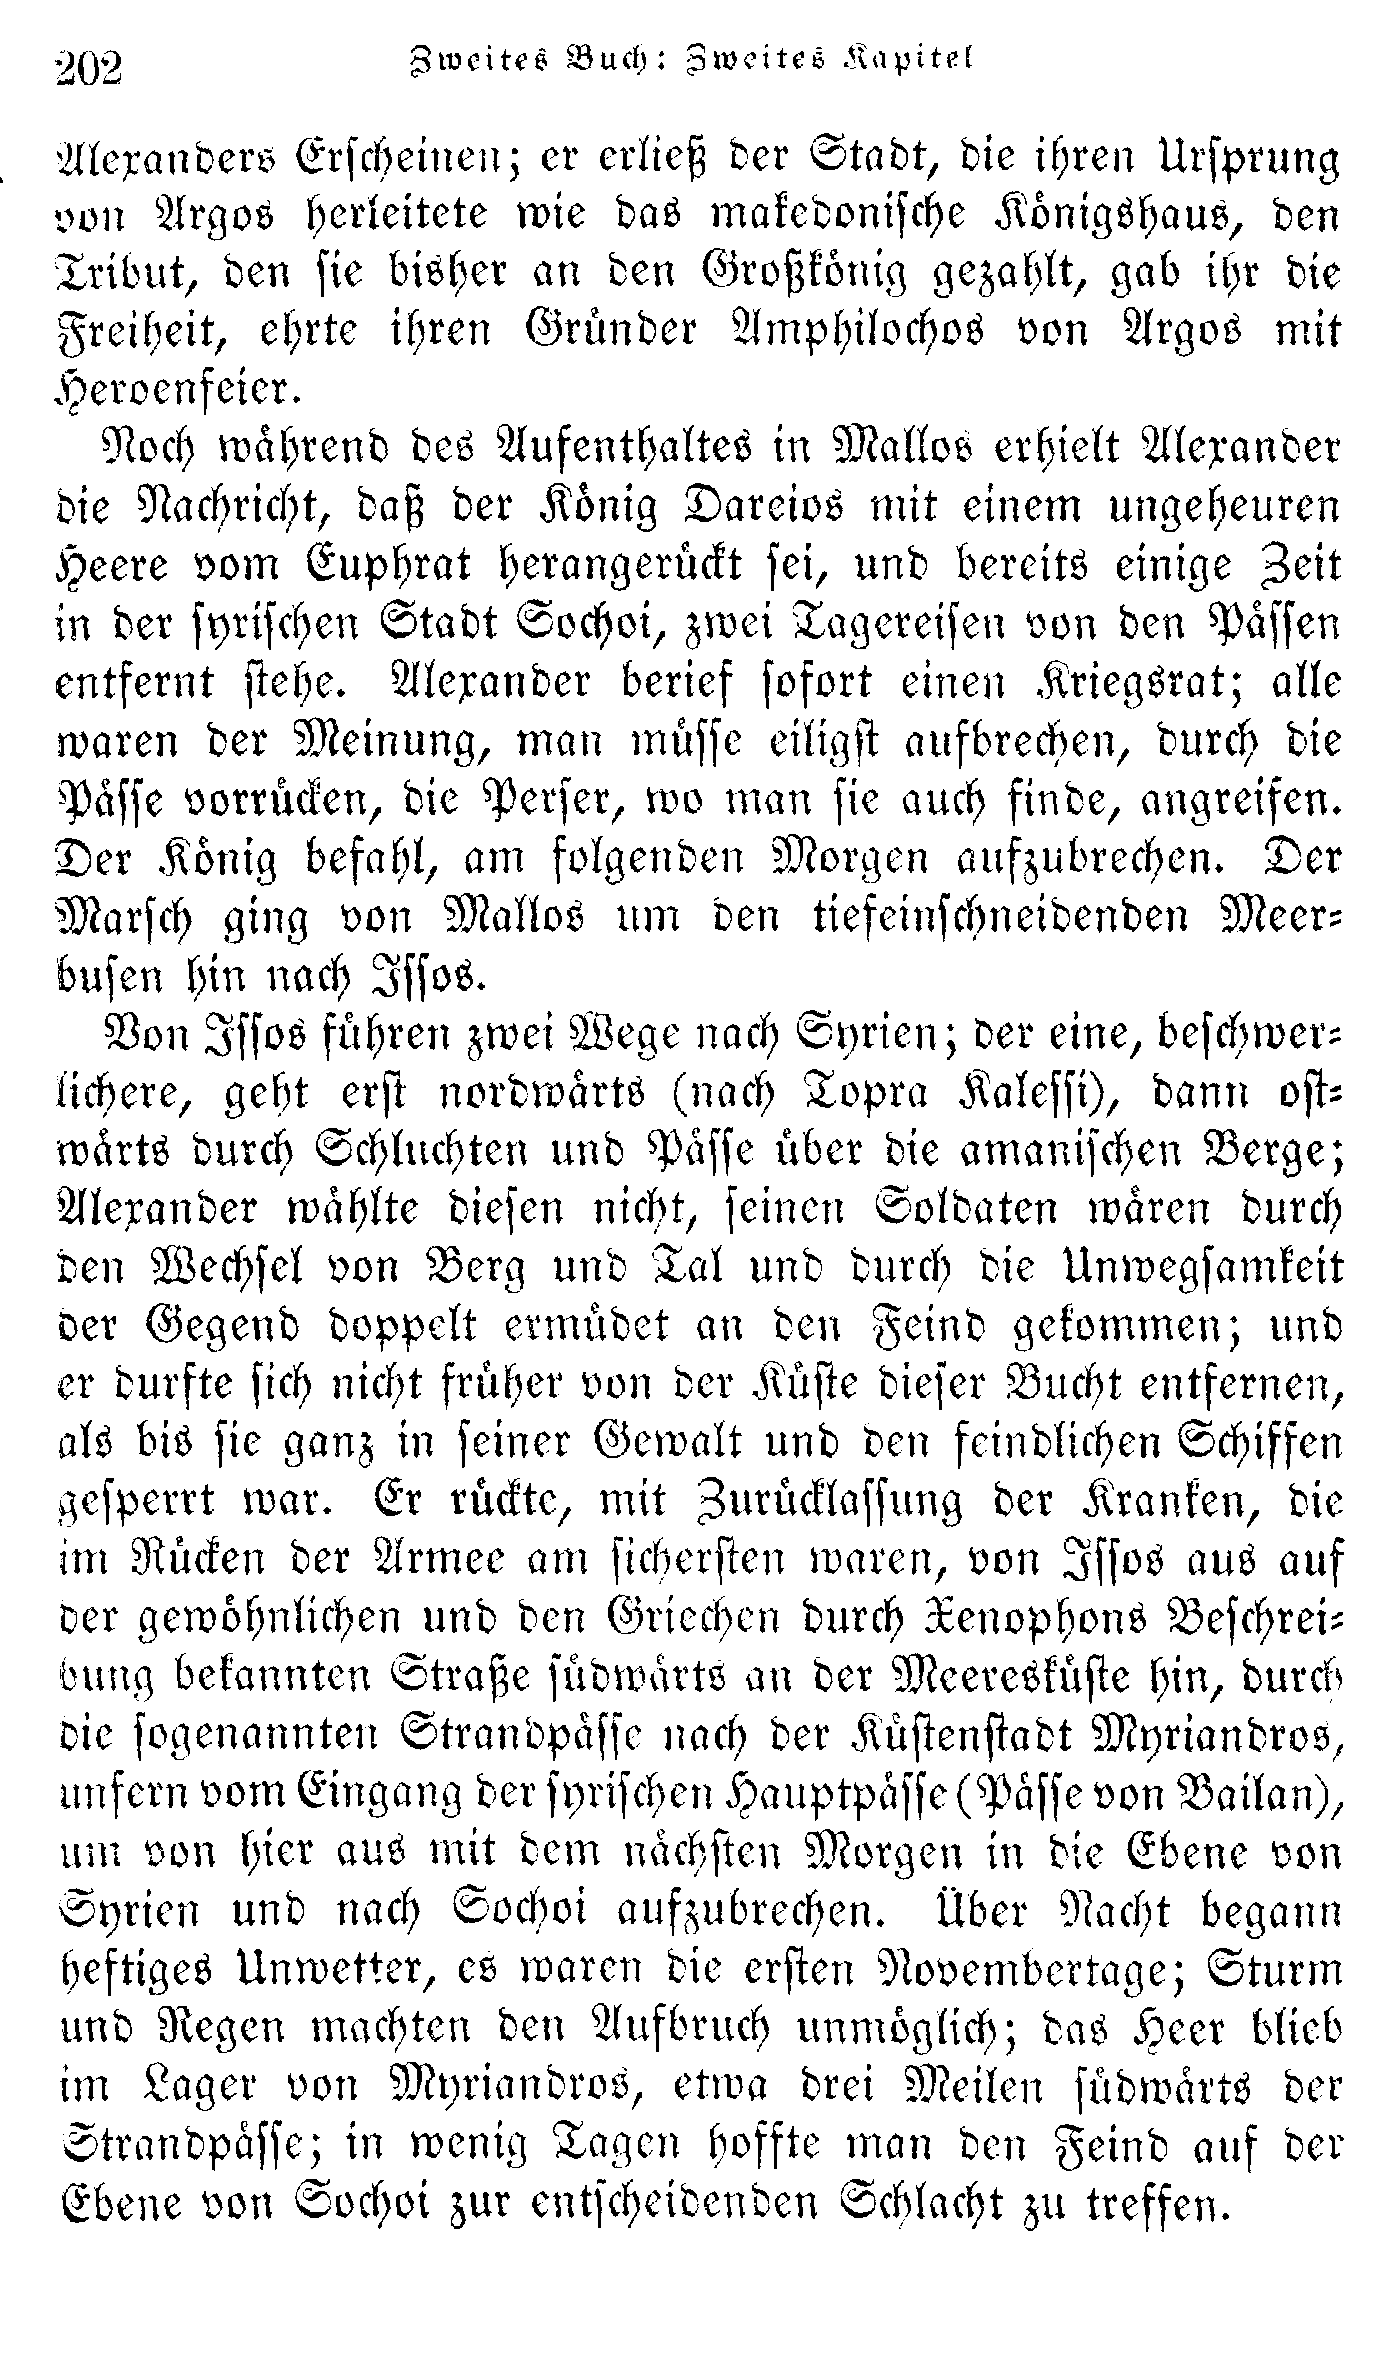 202
Zweites Buch: Zweites Kapitel
Alexanders Erscheinen; er erließ der Stadt, die ihren Ursprung
von Argos herleitete wie das makedonische Königshaus, den
Tribut, den sie bisher an den Großkönig gezahlt, gab ihr die
Freiheit, ehrte ihren Gründer Amphilochos von Argos mit
Heroenfeier.
Noch während des Aufenthaltes in Mallos erhielt Alexander
die Nachricht, daß der König Dareios mit einem ungeheuren
Heere vom Euphrat herangerückt sei, und bereits einige Zeit
in der syrischen Stadt Sochoi, zwei Tagereisen von den Pässen
entfernt stehe. Alexander berief sofort einen Kriegsrat; alle
waren der Meinung, man müsse eiligst aufbrechen, durch die
Pässe vorrücken, die Perser, wo man sie auch finde, angreifen.
Der König befahl, am folgenden Morgen aufzubrechen. Der
Marsch ging von Mallos um den tiefeinschneidenden Meer-
busen hin nach Issos.
Von Issos führen zwei Wege nach Syrien; der eine, beschwer-
lichere, geht erst nordwärts (nach Topra Kalessi), dann ost-
wärts durch Schluchten und Pässe über die amanischen Berge;
Alexander wählte diesen nicht, seinen Soldaten wären durch
den Wechsel von Berg und Tal und durch die Unwegsamkeit
der Gegend doppelt ermüdet an den Feind gekommen; und
er durfte sich nicht früher von der Küste dieser Bucht entfernen,
als bis sie ganz in seiner Gewalt und den feindlichen Schiffen
gesperrt war. Er rückte, mit Zurücklassung der Kranken, die
im Rücken der Armee am sichersten waren, von Issos aus auf
der gewöhnlichen und den Griechen durch Xenophons Beschrei-
bung bekannten Straße südwärts an der Meeresküste hin, durch
die sogenannten Strandpässe nach der Küstenstadt Myriandros,
unfern vom Eingang der syrischen Hauptpässe (Pässe von Bailan),
um von hier aus mit dem nächsten Morgen in die Ebene von
Syrien und nach Sochoi aufzubrechen. Über Nacht begann
heftiges Unwetter, es waren die ersten Novembertage; Sturm
und Regen machten den Aufbruch unmöglich; das Heer blieb
im Lager von Myriandros, etwa drei Meilen südwärts der
Strandpässe; in wenig Tagen hoffte man den Feind auf der
Ebene von Sochoi zur entscheidenden Schlacht zu treffen.